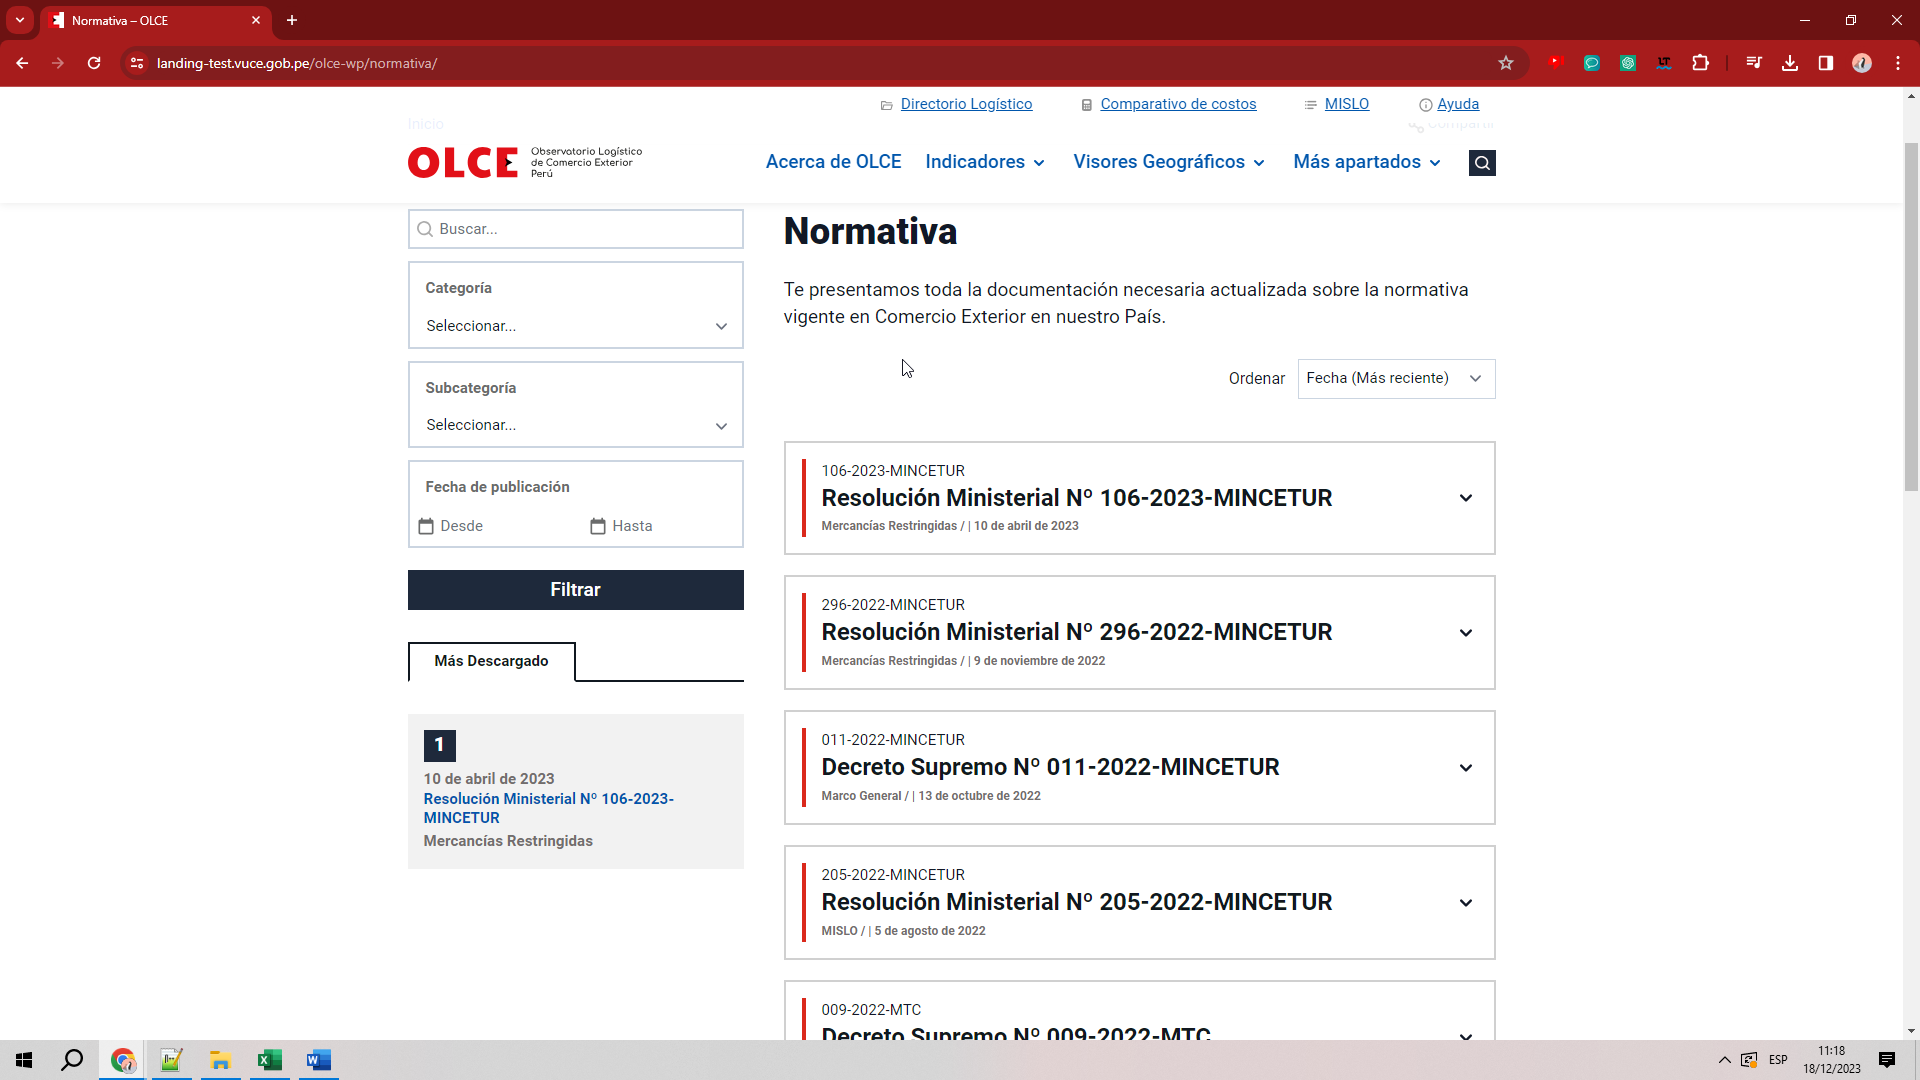 Normativa – OLCE
landing-test.vuce.gob.pe/olce-wp/normativa/
Directorio Logístico
Comparativo de costos
MISLO
Ayuda
Inicio
Compartir
OLCE
Observatorio Logístico
de Comercio Exterior
Perú
Acerca de OLCE
Indicadores
Visores Geográficos
Más apartados
Buscar...
Categoría
Seleccionar...
Subcategoría
Seleccionar...
Fecha de publicación
Desde
Hasta
Filtrar
Más Descargado
1
10 de abril de 2023
Resolución Ministerial Nº 106-2023-
MINCETUR
Mercancías Restringidas
Normativa
Te presentamos toda la documentación necesaria actualizada sobre la normativa
vigente en Comercio Exterior en nuestro País.
Ordenar
Fecha (Más reciente)
106-2023-MINCETUR
Resolución Ministerial Nº 106-2023-MINCETUR
Mercancías Restringidas / | 10 de abril de 2023
296-2022-MINCETUR
Resolución Ministerial Nº 296-2022-MINCETUR
Mercancías Restringidas / | 9 de noviembre de 2022
011-2022-MINCETUR
Decreto Supremo Nº 011-2022-MINCETUR
Marco General / | 13 de octubre de 2022
205-2022-MINCETUR
Resolución Ministerial Nº 205-2022-MINCETUR
MISLO / | 5 de agosto de 2022
009-2022-MTC
Decreto Supremo Nº 009-2022-MTC
ESP
11:18
18/12/2023